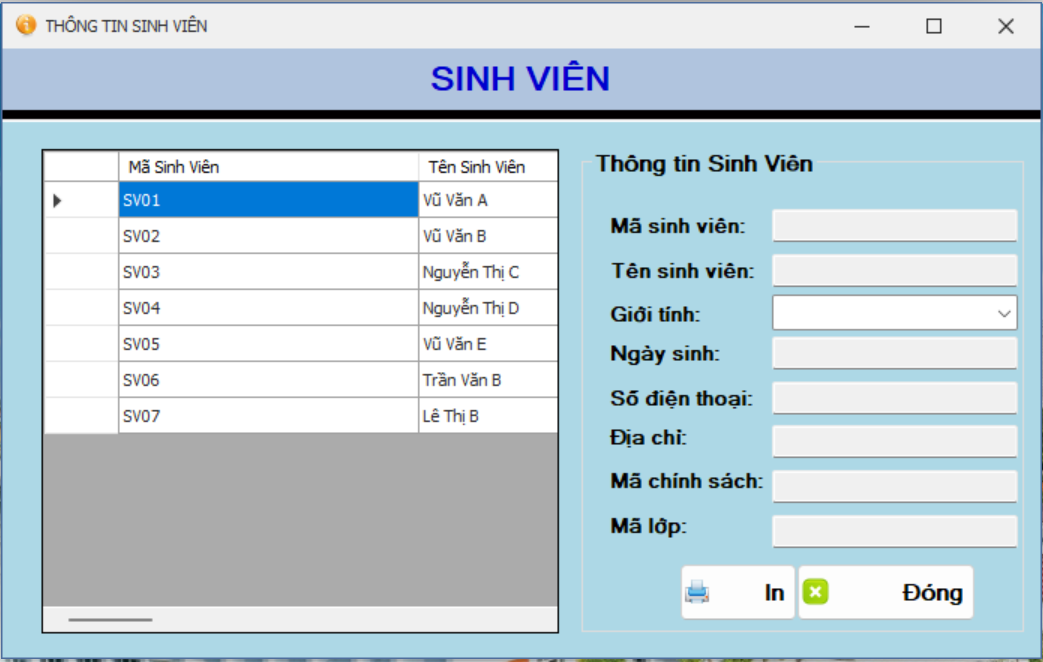 THÔNG TIN SINH VIÊN
SINH VIÊN
Mã Sinh Viên Tên Sinh Viên
SV01 Vũ Văn A
SV02 Vũ Văn B
SV03 Nguyễn Thị C
SV04 Nguyễn Thị D
SV05 Vũ Văn E
SV06 Trần Văn B
SV07 Lê Thị B
Thông tin Sinh Viên
Mã sinh viên:
Tên sinh viên:
Giới tính:
Ngày sinh:
Số điện thoại:
Địa chỉ:
Mã chính sách:
Mã lớp:
In Đóng